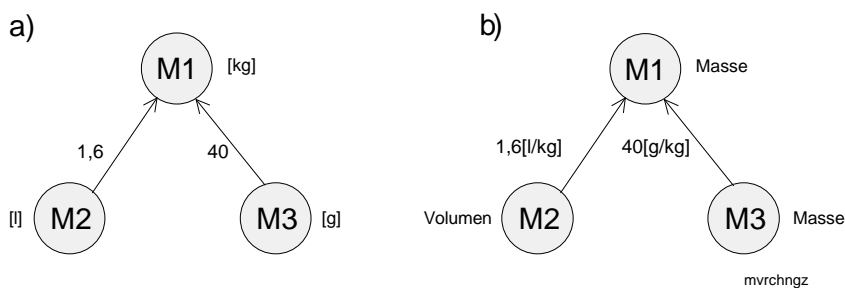 a)
M1 [kg]
1,6 40
[l] M2 M3 [g]
b)
M1 Masse
1,6[l/kg] 40[g/kg]
Volumen M2 M3 Masse
mvrchngz